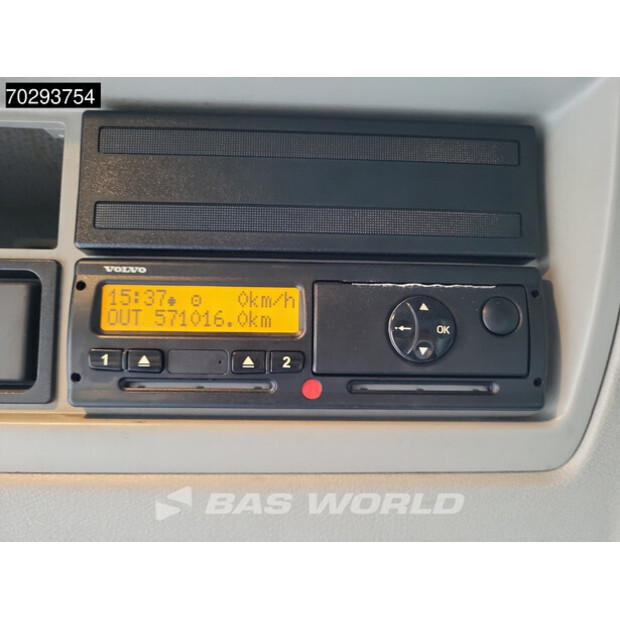 70293754
VOLVO
15:37 0km/h
OUT 571016.0km
1 2
OK
BAS WORLD